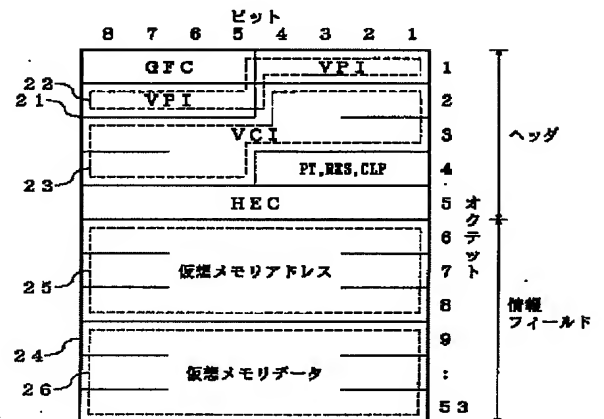 ビット
8 7 6 5 4 3 2 1
GFC VPI 1
22
VPI 2
21
VCI 3 ヘッダ
23 PT,RES,CLP 4
HEC 5
オクテット
6
25 仮想メモリアドレス 7
8 情報
フィールド
24 9
仮想メモリデータ :
26 53